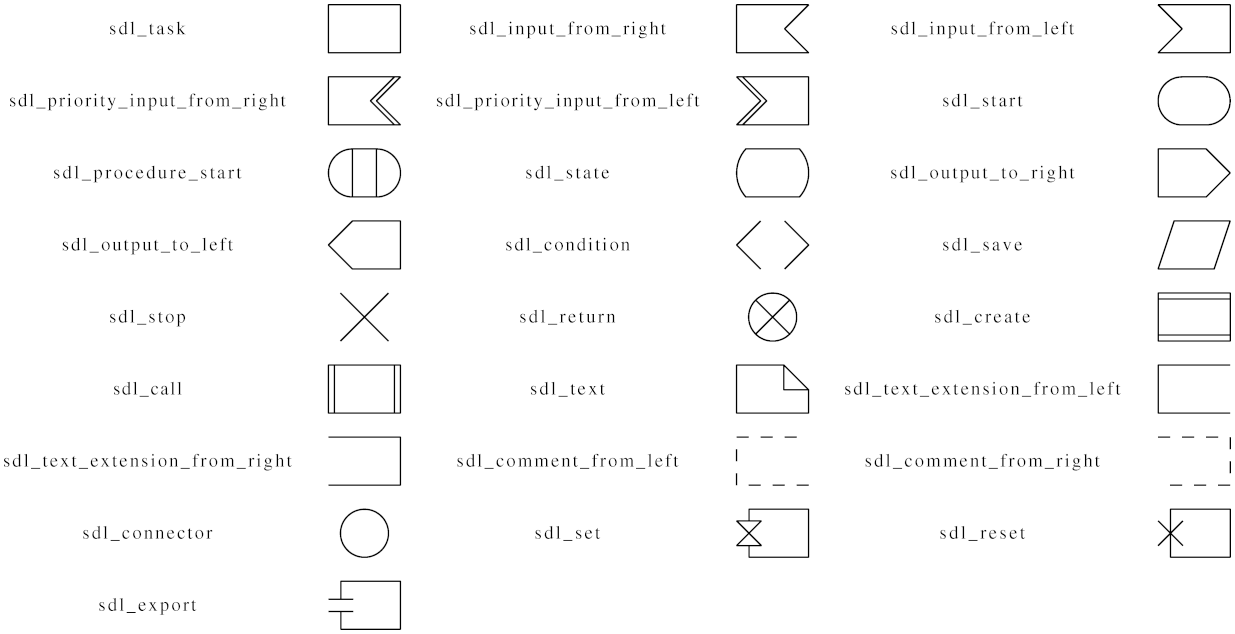 sdl_task sdl_input_from_right sdl_input_from_left
sdl_priority_input_from_right sdl_priority_input_from_left sdl_start
sdl_procedure_start sdl_state sdl_output_to_right
sdl_output_to_left sdl_condition sdl_save
sdl_stop sdl_return sdl_create
sdl_call sdl_text sdl_text_extension_from_left
sdl_text_extension_from_right sdl_comment_from_left sdl_comment_from_right
sdl_connector sdl_set sdl_reset
sdl_export